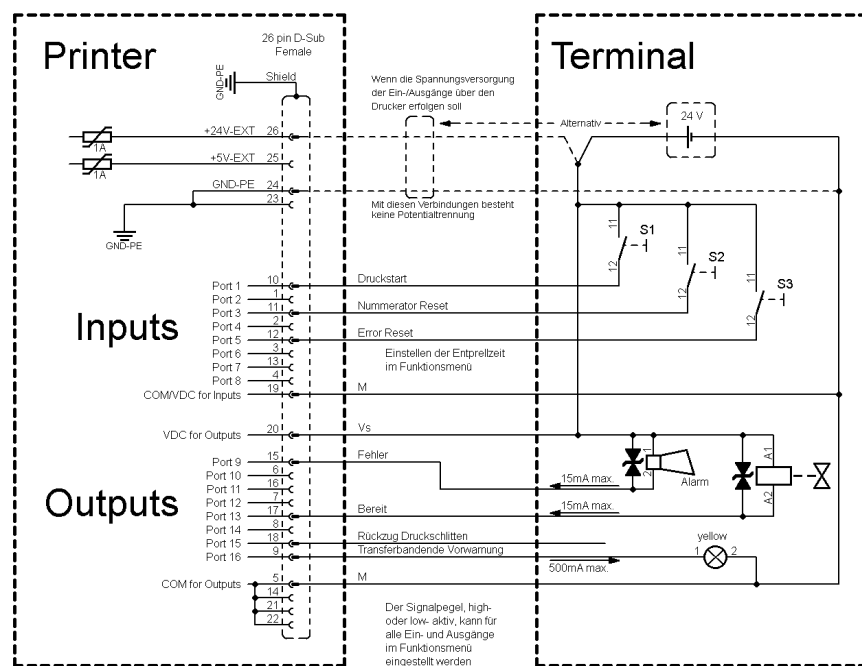 Printer
26 pin D-Sub
Female
Terminal
Shield
GND-PE
Wenn die Spannungsversorgung
der Ein-/Ausgänge über den
Drucker erfolgen soll
Alternativ
24 V
+24V-EXT 26
1A
+5V-EXT 25
1A
GND-PE 24
23
GND-PE
Mit diesen Verbindungen besteht
keine Potentialtrennung
11
S1
12
11
S2
12
11
S3
12
Inputs
Port 1 10 Druckstart
Port 2 1
Port 3 11 Nummerator Reset
Port 4 2
Port 5 12 Error Reset
Port 6 3
Port 7 13
Port 8 4
Einstellen der Entprellzeit
im Funktionsmenü
COM/VDC for Inputs 19 M
VDC for Outputs 20 Vs
Outputs
Port 9 15 Fehler
Port 10 6
Port 11 16
Port 12 7
Port 13 17 Bereit
Port 14 8
Port 15 18 Rückzug Druckschlitten
Port 16 9 Transferbandende Vorwarnung
15mA max.
15mA max.
500mA max.
1
2
Alarm
A1
A2
yellow
1 2
COM for Outputs 5 M
14
21
22
Der Signalpegel, high-
oder low- aktiv, kann für
alle Ein- und Ausgänge
im Funktionsmenü
eingestellt werden